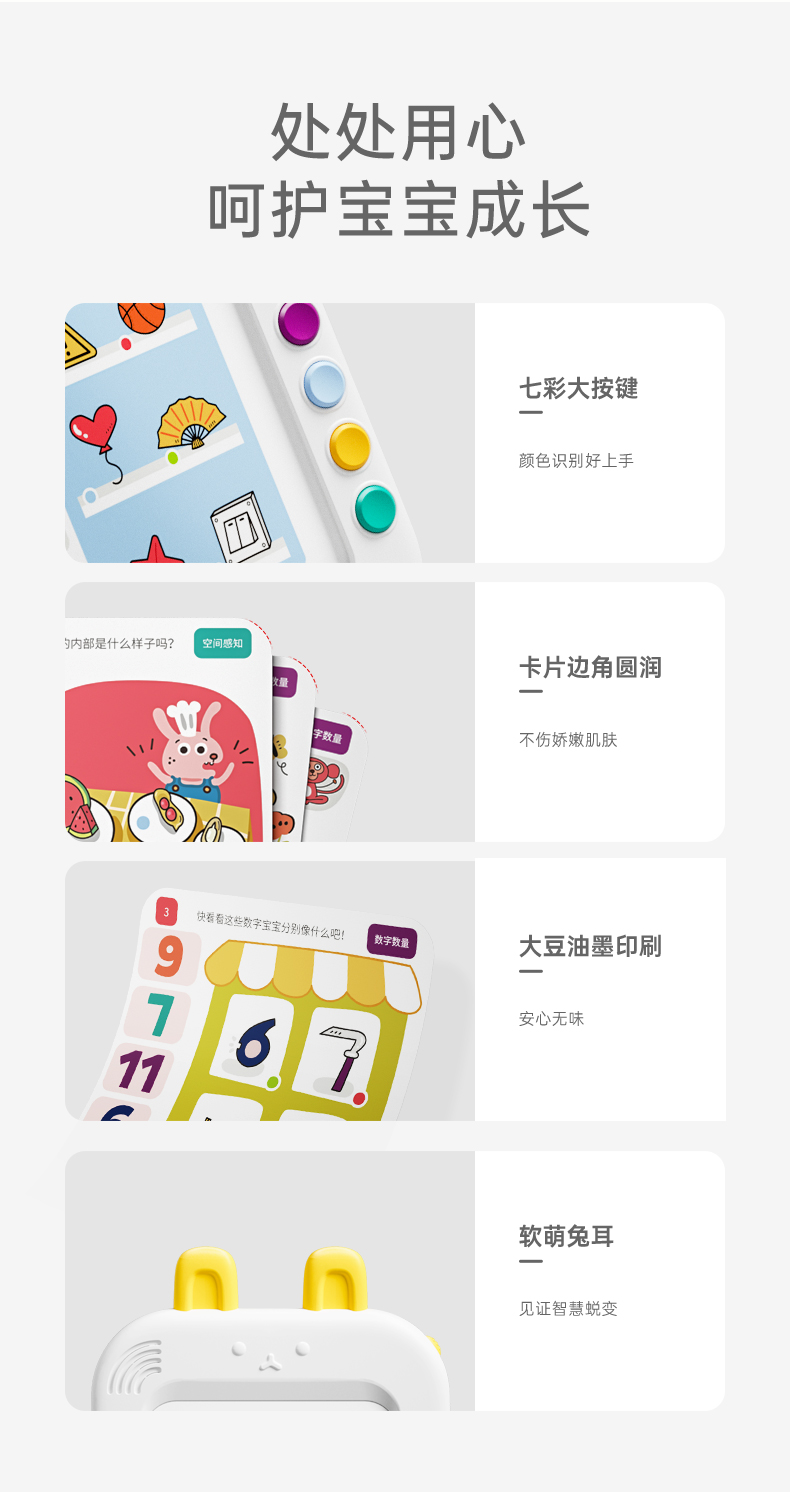 处处用心
呵护宝宝成长
七彩大按键
颜色识别好上手
的内部是什么样子吗?
空间感知
数量
字数量
卡片边角圆润
不伤娇嫩肌肤
3
快看看这些数字宝宝分别像什么吧!
数字数量
9
7
11
6
6
7
大豆油墨印刷
安心无味
软萌兔耳
见证智慧蜕变